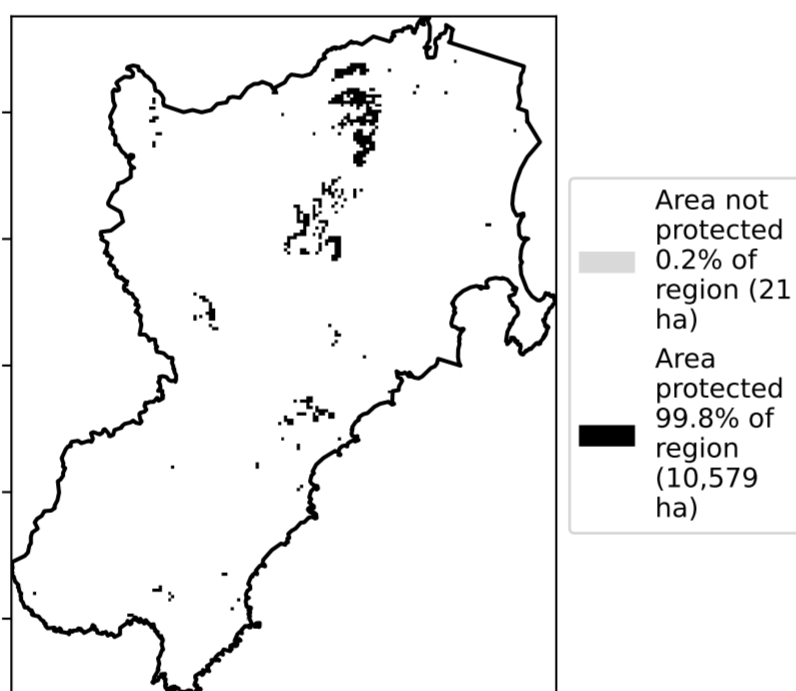 Area not
protected
0.2% of
region (21
ha)
Area
protected
99.8% of
region
(10,579
ha)